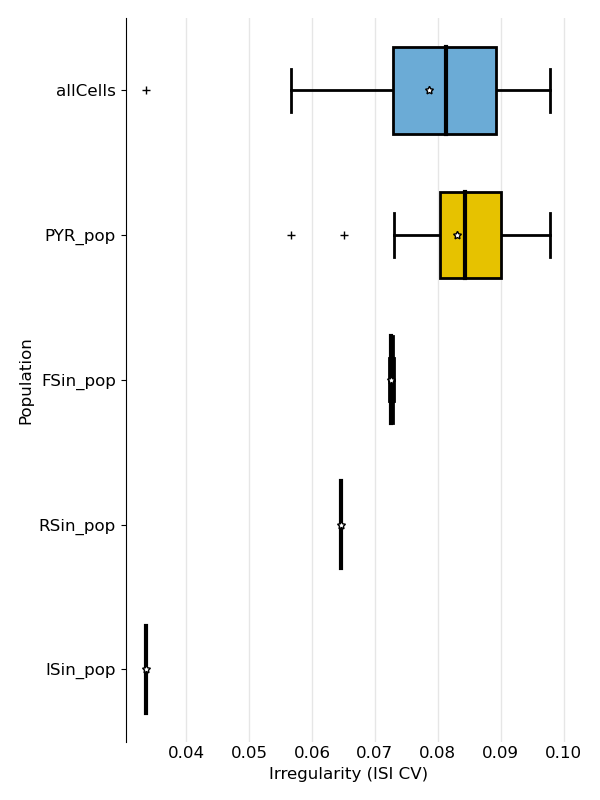 allCells
PYR_pop
FSin_pop
RSin_pop
ISin_pop
Population
0.04 0.05 0.06 0.07 0.08 0.09 0.10
Irregularity (ISI CV)